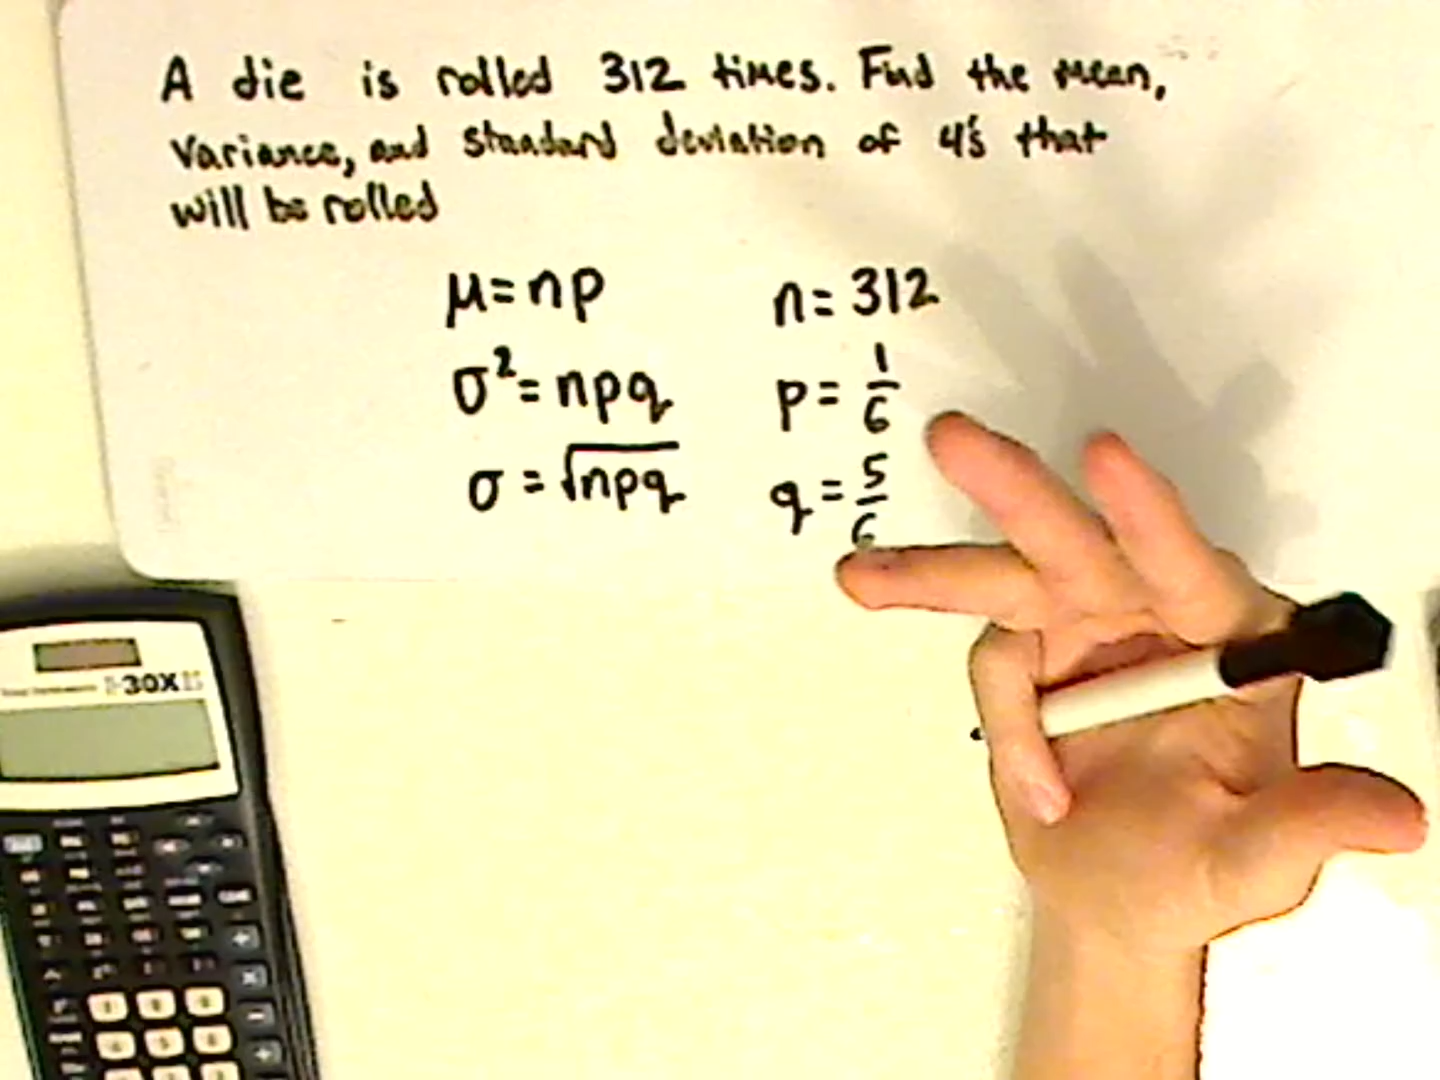 A die is rolled 312 times. Find the mean,
variance, and standard deviation of 4's that
will be rolled
μ = np
n = 312
σ² = npq
p = 1/6
σ = √npq
q = 5/6
30X